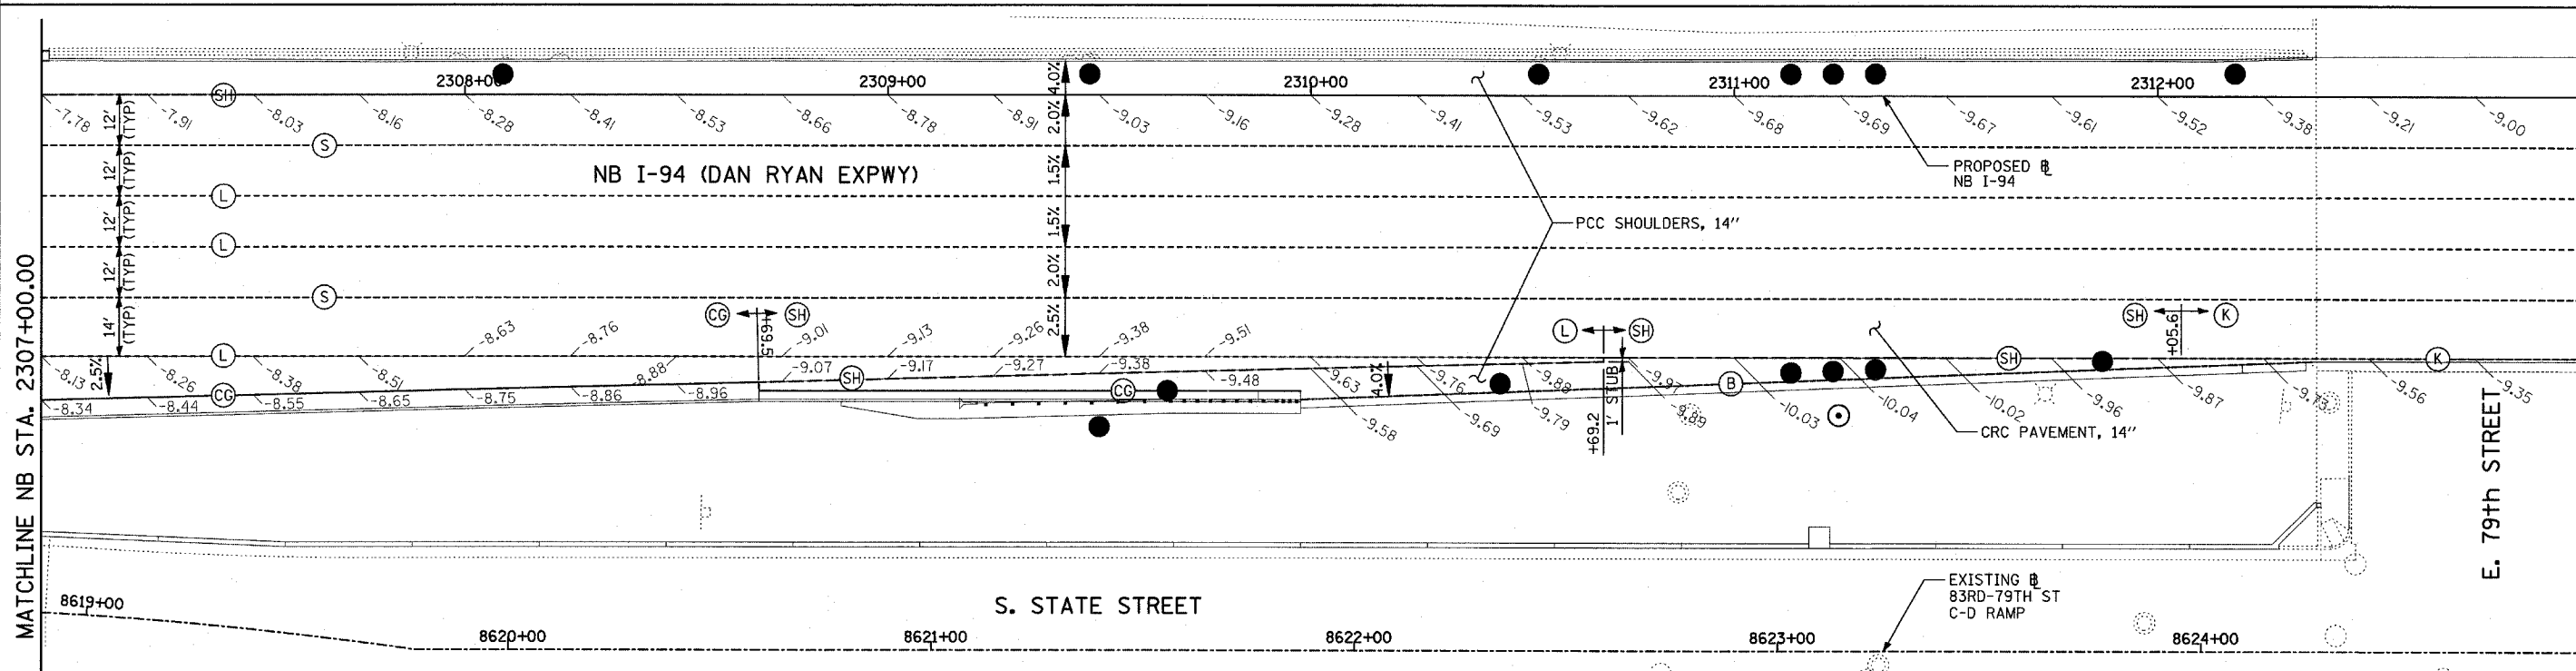 2308+00
2309+00
2310+00
2311+00
2312+00
-7.78
-7.91
-8.03
-8.16
-8.28
-8.41
-8.53
-8.66
-8.78
-8.91
-9.03
-9.16
-9.28
-9.41
-9.53
-9.62
-9.68
-9.69
-9.67
-9.61
-9.52
-9.38
-9.21
-9.00
SH
S
L
L
S
L
CG
12' (TYP)
12' (TYP)
12' (TYP)
12' (TYP)
14' (TYP)
2.5%
4.0%
2.0%
1.5%
1.5%
2.0%
2.5%
NB I-94 (DAN RYAN EXPWY)
PROPOSED B͏L
NB I-94
PCC SHOULDERS, 14"
MATCHLINE NB STA. 2307+00.00
CG
SH
+69.5
L
SH
+69.2
1' STUB
SH
K
+05.6
-8.63
-8.76
-8.88
-9.01
-9.13
-9.26
-9.38
-9.51
-8.13
-8.26
-8.38
-8.51
-9.07
-9.17
-9.27
-9.38
-9.48
-9.63
-9.76
-9.88
-9.97
-10.03
-10.04
-10.02
-9.96
-9.87
-9.73
-9.56
-9.35
-8.34
-8.44
-8.55
-8.65
-8.75
-8.86
-8.96
-9.58
-9.69
-9.79
-9.89
SH
CG
4.0%
B
SH
K
CRC PAVEMENT, 14"
E. 79th STREET
EXISTING BL
83RD-79TH ST
C-D RAMP
S. STATE STREET
8619+00
8620+00
8621+00
8622+00
8623+00
8624+00